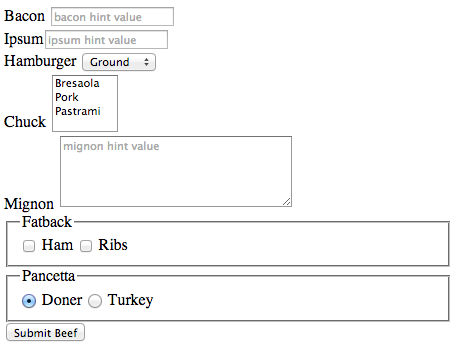 Bacon bacon hint value
Ipsum ipsum hint value
Hamburger Ground
Bresaola
Pork
Pastrami
Chuck
mignon hint value
Mignon
Fatback
Ham Ribs
Pancetta
Doner Turkey
Submit Beef